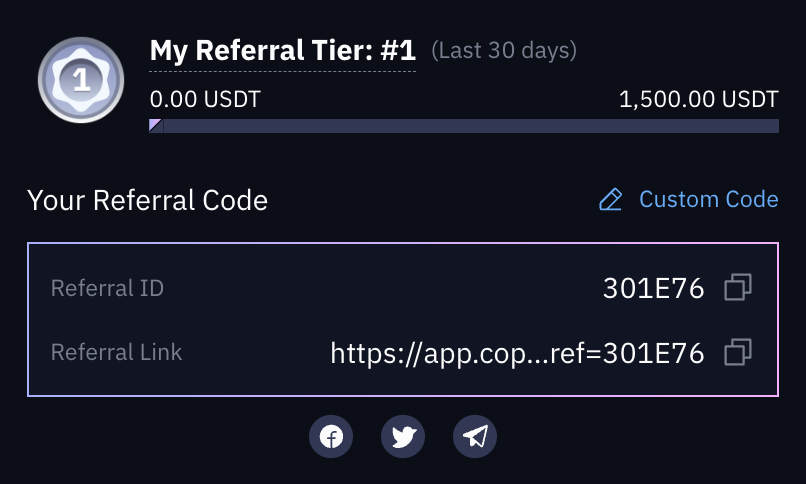 1
My Referral Tier: #1 (Last 30 days)
0.00 USDT 1,500.00 USDT
Your Referral Code Custom Code
Referral ID 301E76
Referral Link https://app.cop...ref=301E76